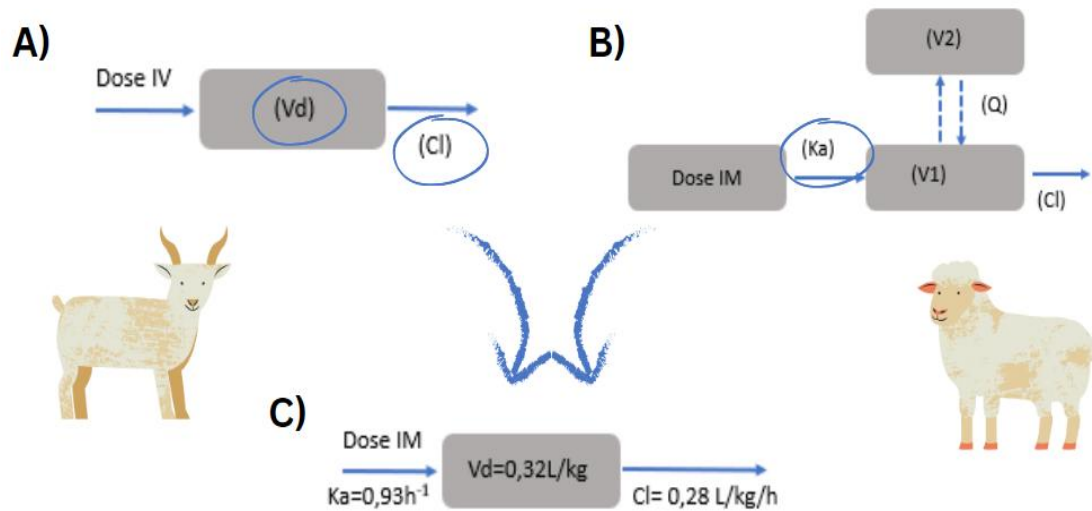 A)
Dose IV
(Vd)
(Cl)
B)
(V2)
(Q)
(Ka)
Dose IM
(V1)
(Cl)
C)
Dose IM
Ka=0,93h⁻¹
Vd=0,32L/kg
Cl= 0,28 L/kg/h